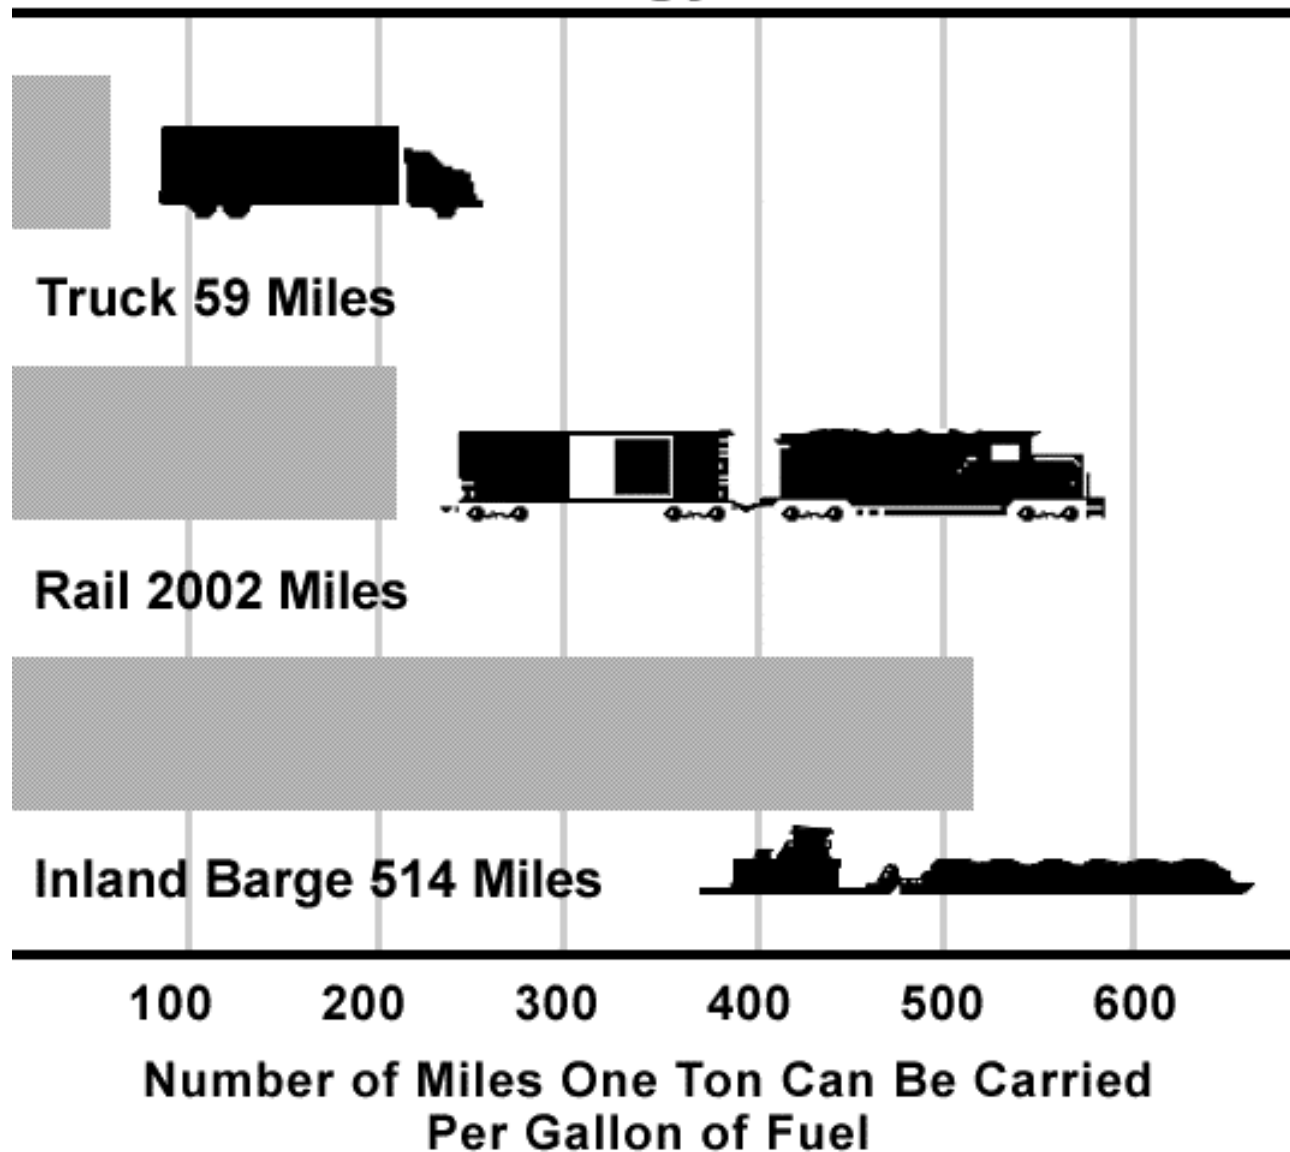 Truck 59 Miles
Rail 2002 Miles
Inland Barge 514 Miles
100 200 300 400 500 600
Number of Miles One Ton Can Be Carried
Per Gallon of Fuel